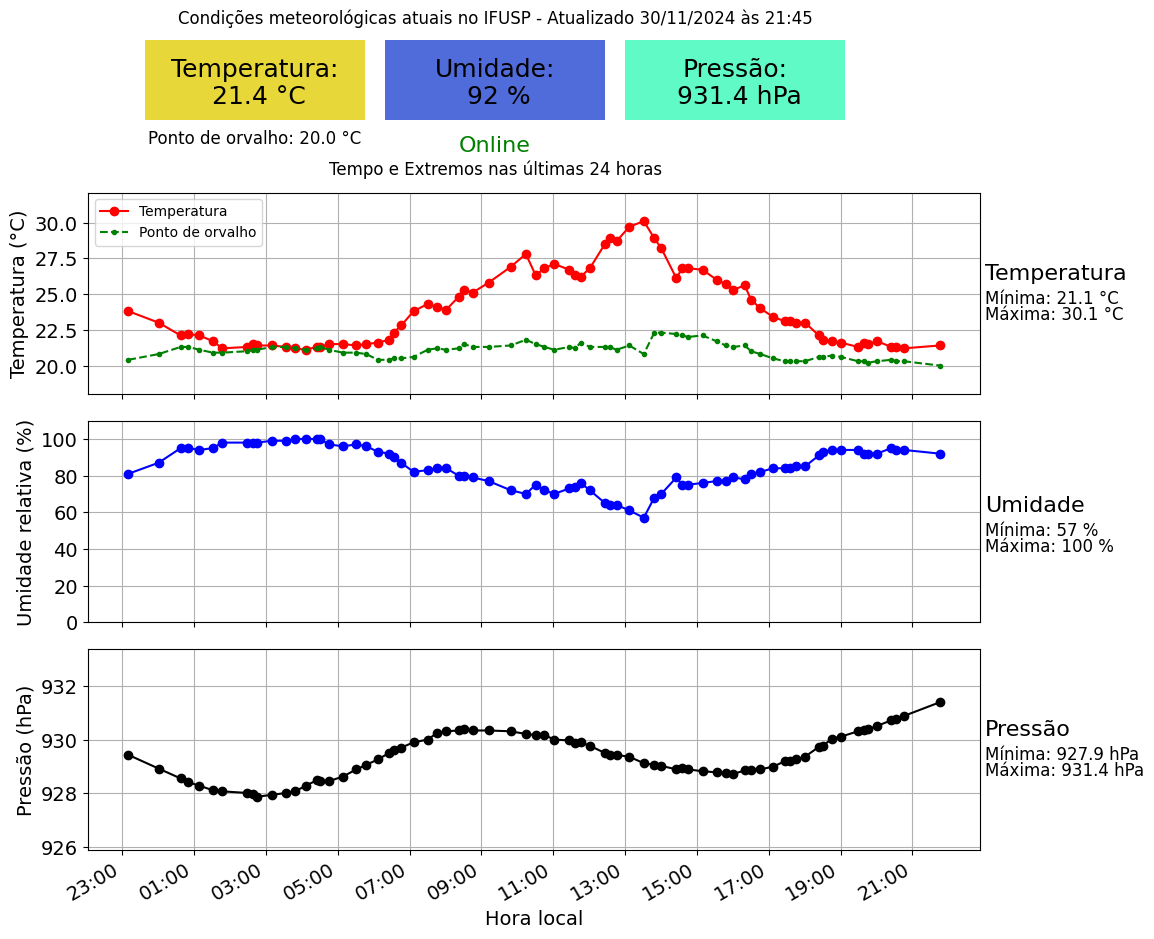 Condições meteorológicas atuais no IFUSP - Atualizado 30/11/2024 às 21:45
Temperatura:
21.4 °C
Umidade:
92 %
Pressão:
931.4 hPa
Ponto de orvalho: 20.0 °C
Online
Tempo e Extremos nas últimas 24 horas
Temperatura (°C)
30.0
27.5
25.0
22.5
20.0
Temperatura
Ponto de orvalho
Temperatura
Mínima: 21.1 °C
Máxima: 30.1 °C
Umidade relativa (%)
100
80
60
40
20
0
Umidade
Mínima: 57 %
Máxima: 100 %
Pressão (hPa)
932
930
928
926
Pressão
Mínima: 927.9 hPa
Máxima: 931.4 hPa
23:00 01:00 03:00 05:00 07:00 09:00 11:00 13:00 15:00 17:00 19:00 21:00
Hora local